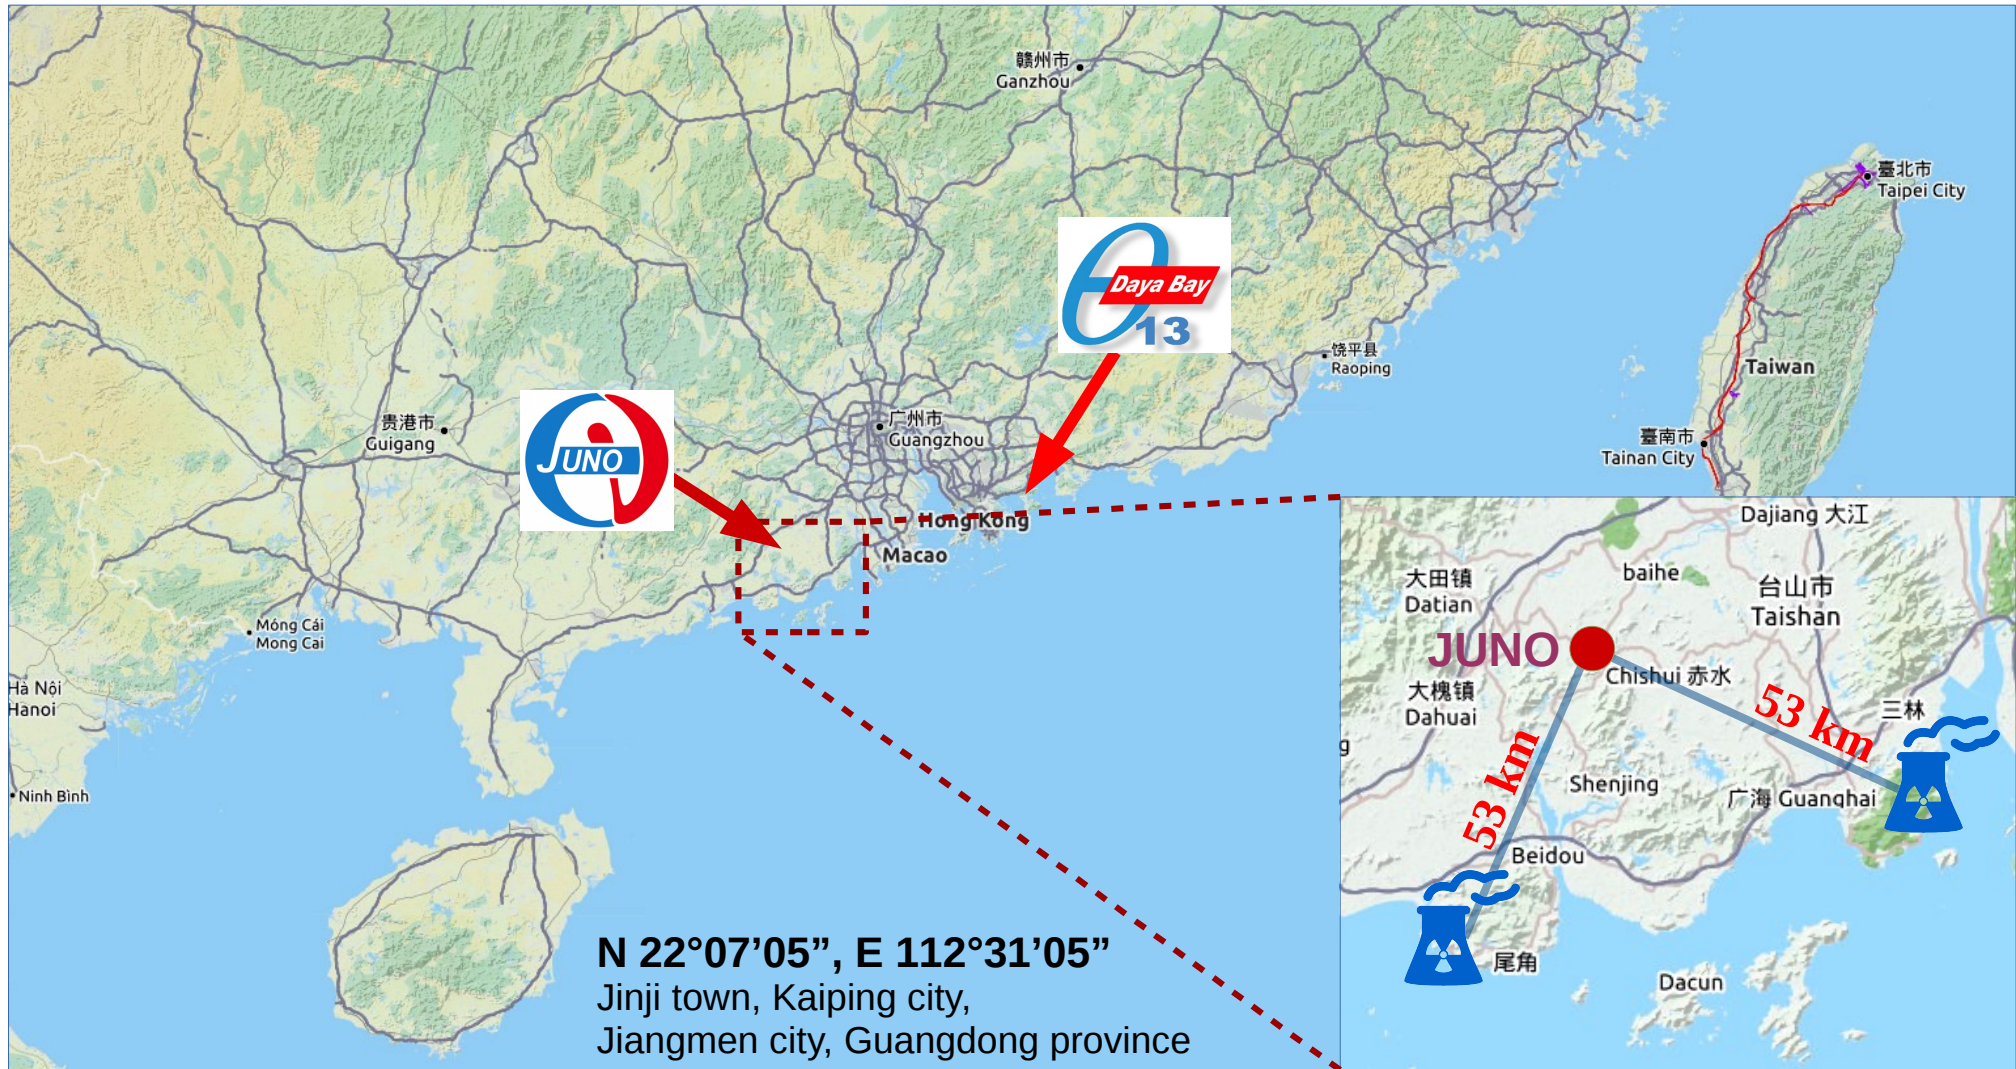 赣州市
Ganzhou
臺北市
Taipei City
θ
Daya Bay
13
饶平县
Raoping
Taiwan
贵港市
Guigang
JUNO
广州市
Guangzhou
臺南市
Tainan City
Hong Kong
Macao
Móng Cái
Mong Cai
Hà Nội
Hanoi
Ninh Bình
N 22°07’05”, E 112°31’05”
Jinji town, Kaiping city,
Jiangmen city, Guangdong province
Dajiang 大江
baihe
大田镇
Datian
台山市
Taishan
JUNO
Chishui 赤水
大槐镇
Dahuai
53 km
三林
53 km
g
Shenjing
广海 Guanghai
Beidou
尾角
Dacun